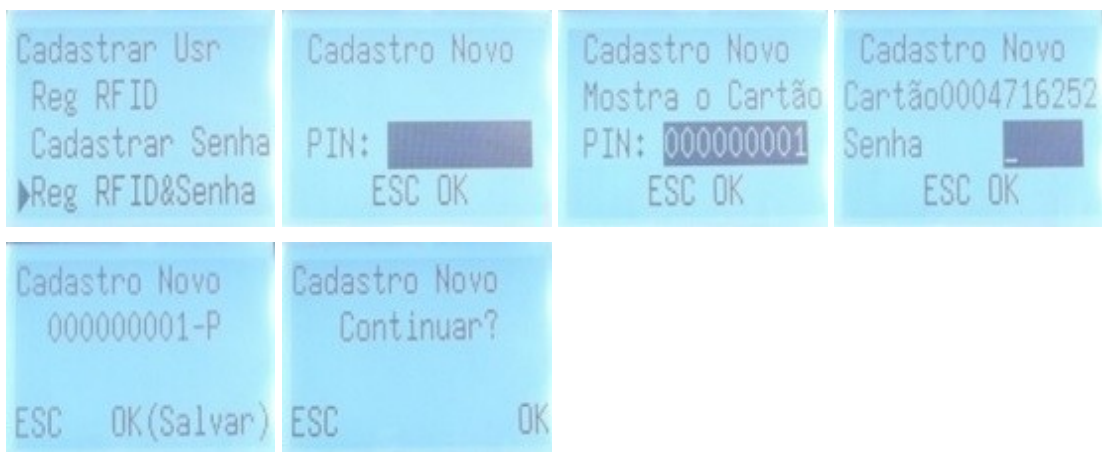 Cadastrar Usr
Reg RFID
Cadastrar Senha
Reg RFID&Senha
Cadastro Novo
PIN:
ESC OK
Cadastro Novo
Mostra o Cartão
PIN: 000000001
ESC OK
Cadastro Novo
Cartão0004716252
Senha _
ESC OK
Cadastro Novo
000000001-P
ESC OK(Salvar)
Cadastro Novo
Continuar?
ESC OK